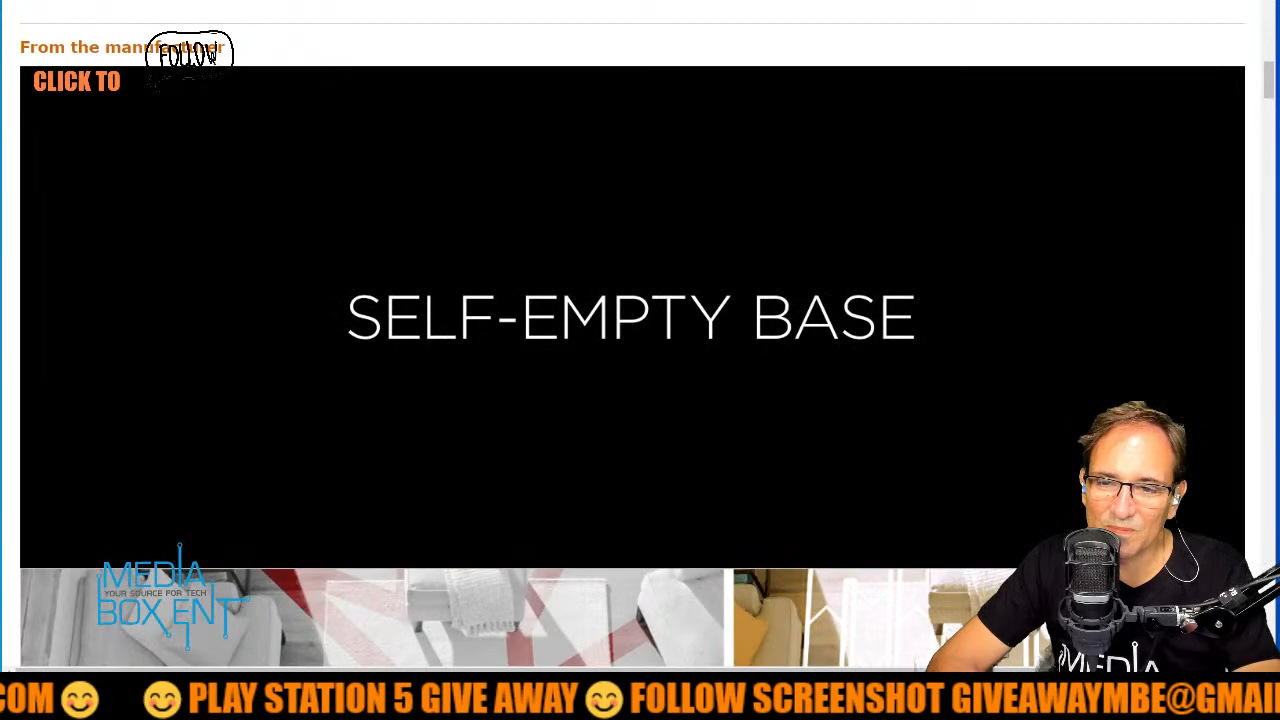 From the manufacturer
FOLLOW
CLICK TO
SELF-EMPTY BASE
MEDIA
YOUR SOURCE FOR TECH
BOX ENT
MEDIA
COM 😊 😊 PLAY STATION 5 GIVE AWAY 😊 FOLLOW SCREENSHOT GIVEAWAYMBE@GMAI